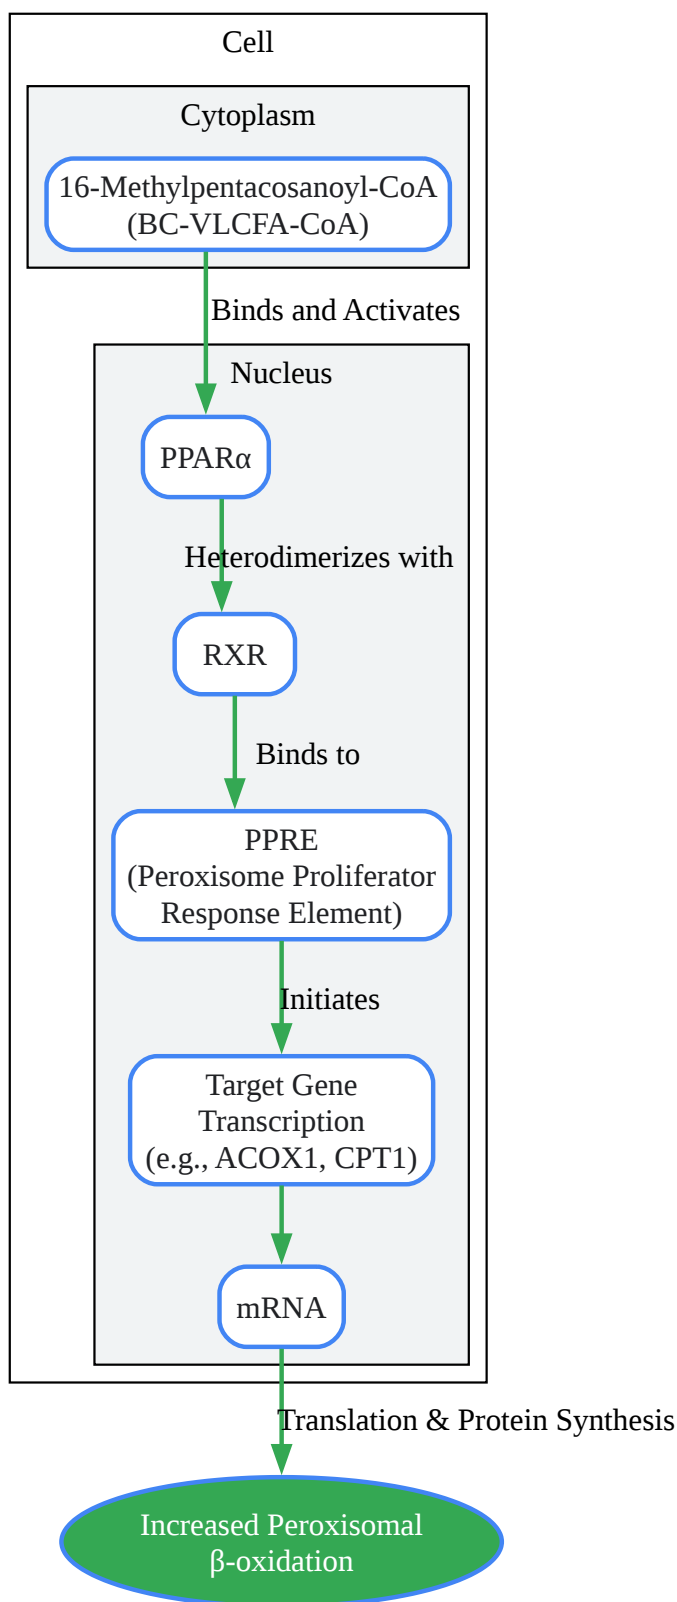 Cell
Cytoplasm
16-Methylpentacosanoyl-CoA
(BC-VLCFA-CoA)
Binds and Activates
Nucleus
PPARα
Heterodimerizes with
RXR
Binds to
PPRE
(Peroxisome Proliferator
Response Element)
Initiates
Target Gene
Transcription
(e.g., ACOX1, CPT1)
mRNA
Translation & Protein Synthesis
Increased Peroxisomal
β-oxidation